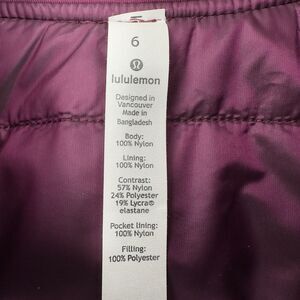 6
lululemon
Designed in
Vancouver
Made in
Bangladesh
Body:
100% Nylon
Lining:
100% Nylon
Contrast:
57% Nylon
24% Polyester
19% Lycra®
elastane
Pocket lining:
100% Nylon
Filling:
100% Polyester